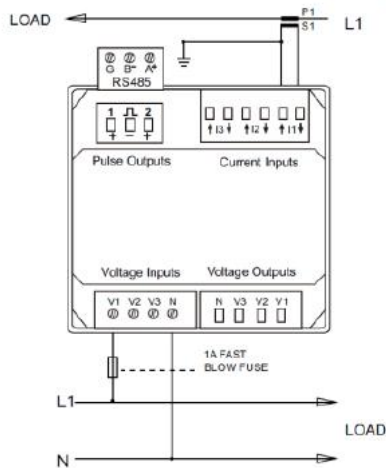 LOAD
P1
S1
L1
G B- A+
RS485
1 2
+ - +
I3 I2 I1
Pulse Outputs
Current Inputs
Voltage Inputs
Voltage Outputs
V1 V2 V3 N
N V3 V2 V1
1A FAST
BLOW FUSE
L1
LOAD
N